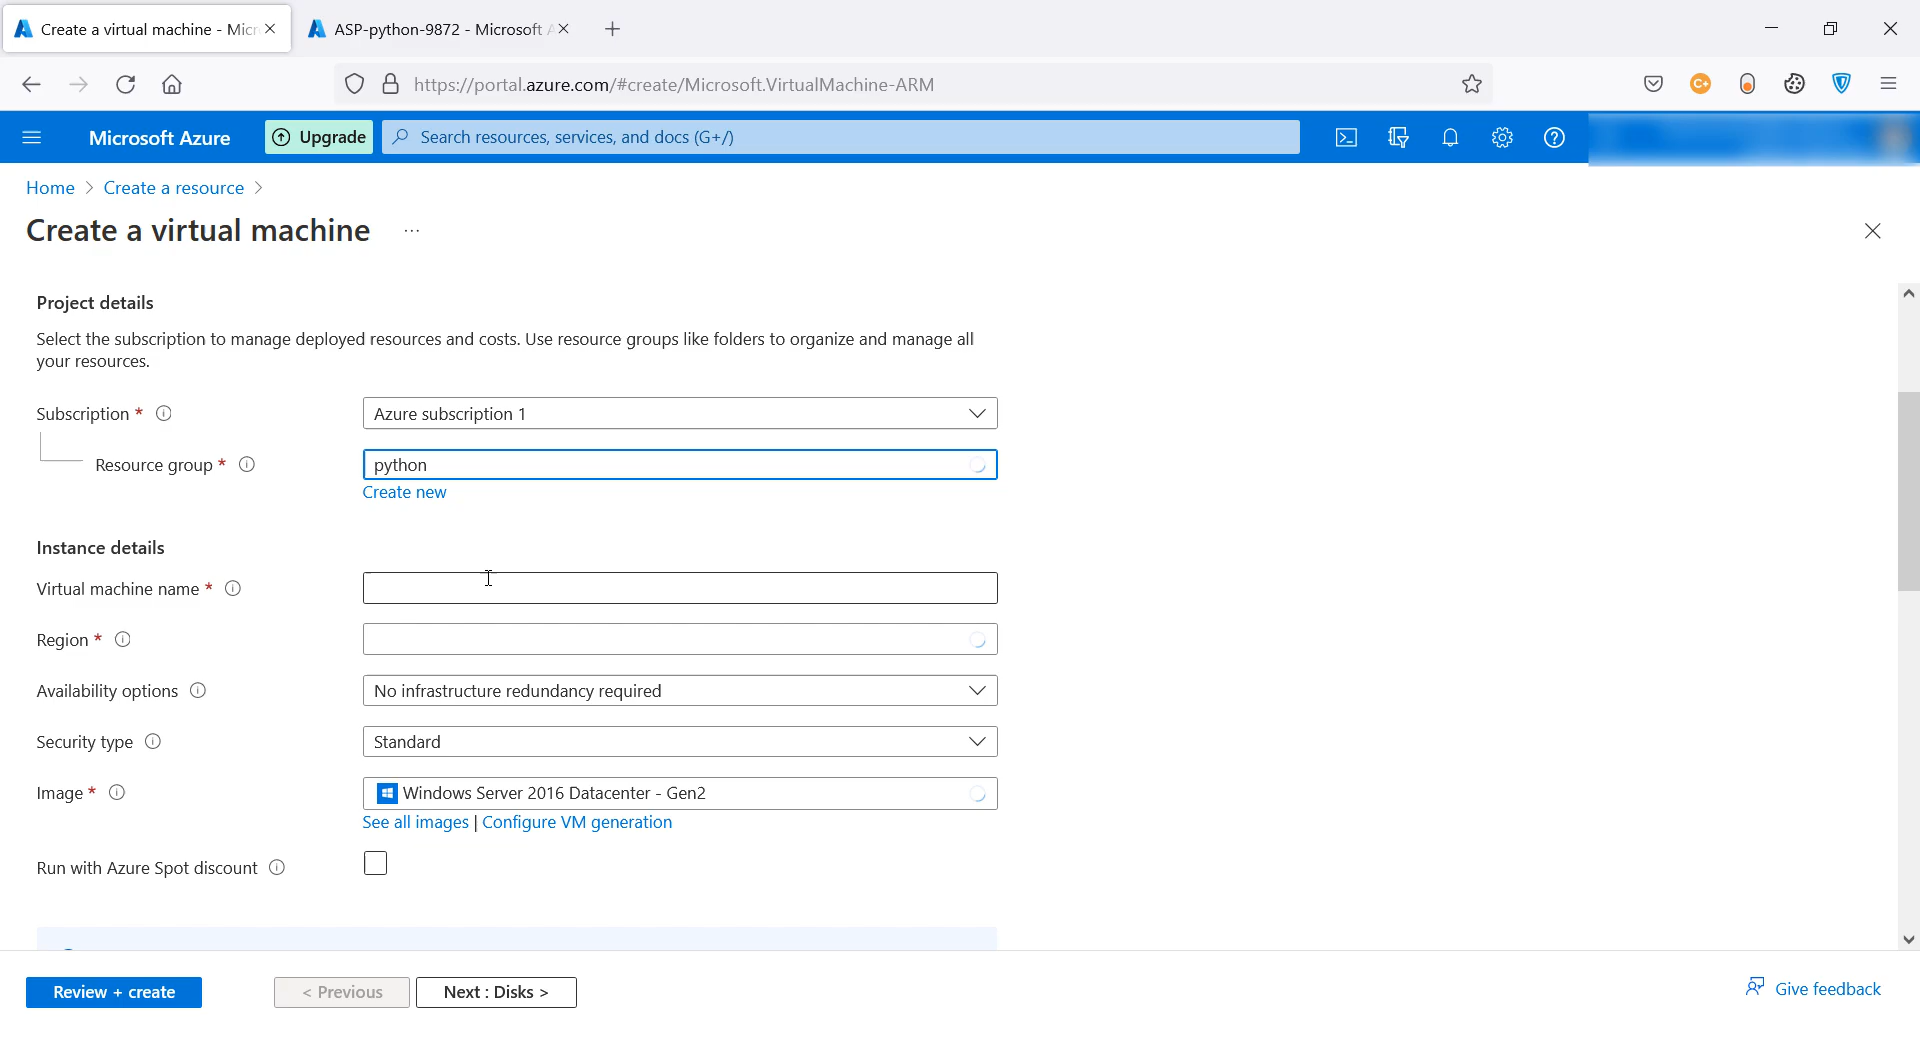 Create a virtual machine - Micr
ASP-python-9872 - Microsoft A
https://portal.azure.com/#create/Microsoft.VirtualMachine-ARM
Microsoft Azure
Upgrade
Search resources, services, and docs (G+/)
Home > Create a resource >
Create a virtual machine ...
Project details
Select the subscription to manage deployed resources and costs. Use resource groups like folders to organize and manage all
your resources.
Subscription *
Azure subscription 1
Resource group *
python
Create new
Instance details
Virtual machine name *
Region *
Availability options
No infrastructure redundancy required
Security type
Standard
Image *
Windows Server 2016 Datacenter - Gen2
See all images | Configure VM generation
Run with Azure Spot discount
Review + create
< Previous
Next : Disks >
Give feedback